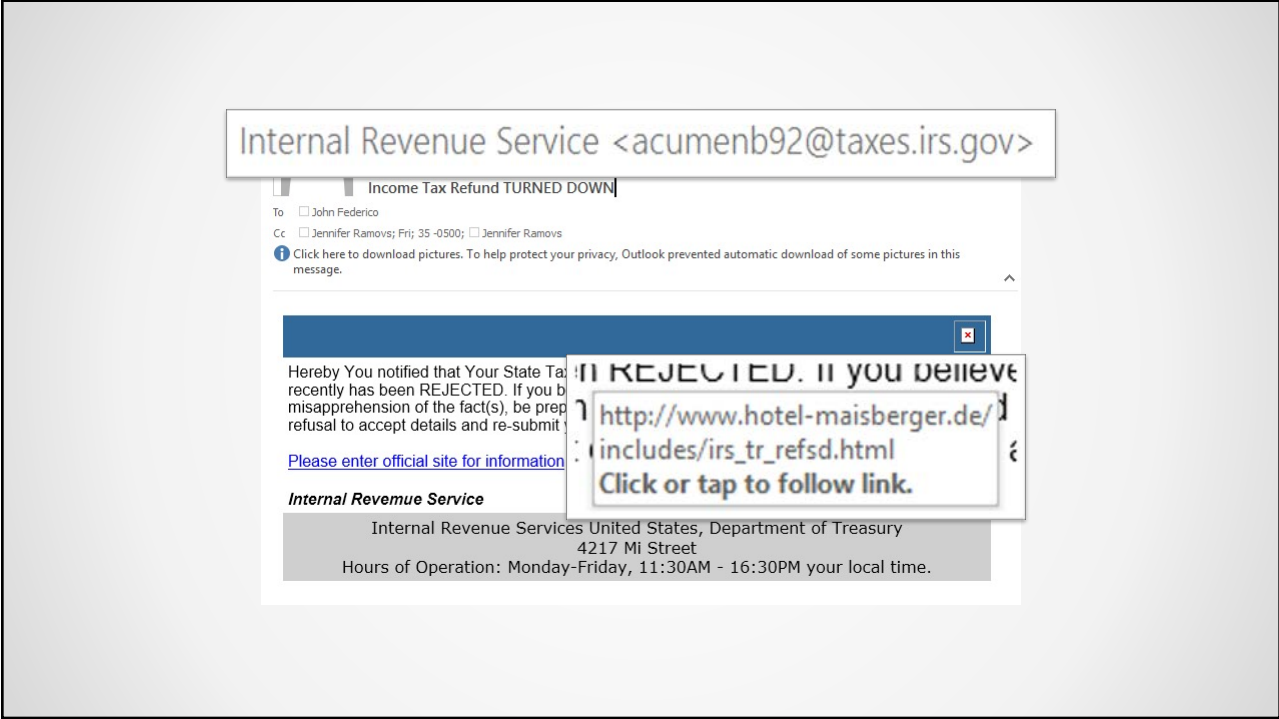 Internal Revenue Service <acumenb92@taxes.irs.gov>
Income Tax Refund TURNED DOWN
To John Federico
Cc Jennifer Ramovs; Fri; 35 -0500; Jennifer Ramovs
Click here to download pictures. To help protect your privacy, Outlook prevented automatic download of some pictures in this
message.
Hereby You notified that Your State Tax
recently has been REJECTED. If you b
misapprehension of the fact(s), be prep
refusal to accept details and re-submit
Please enter official site for information
n REJECTED. If you believe
http://www.hotel-maisberger.de/
includes/irs_tr_refsd.html
Click or tap to follow link.
Internal Revemue Service
Internal Revenue Services United States, Department of Treasury
4217 Mi Street
Hours of Operation: Monday-Friday, 11:30AM - 16:30PM your local time.